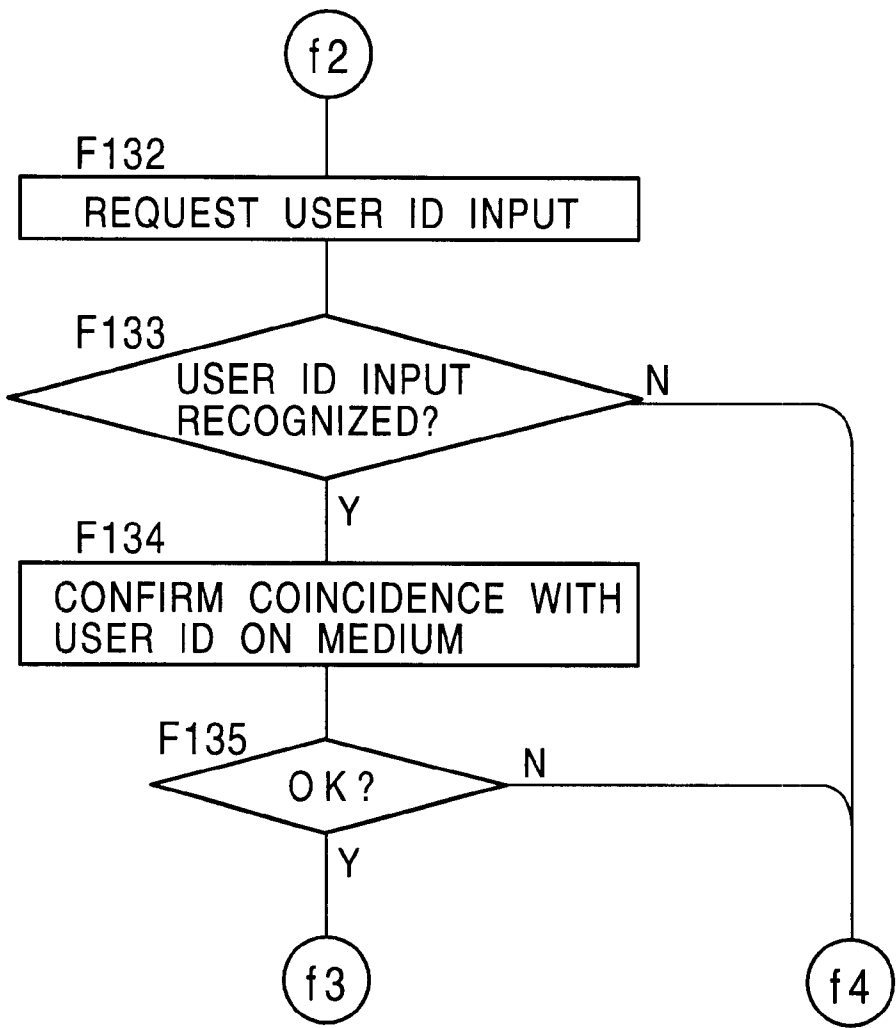 f2
F132
REQUEST USER ID INPUT
F133
USER ID INPUT
RECOGNIZED?
N
Y
F134
CONFIRM COINCIDENCE WITH
USER ID ON MEDIUM
F135
OK?
N
Y
f3
f4